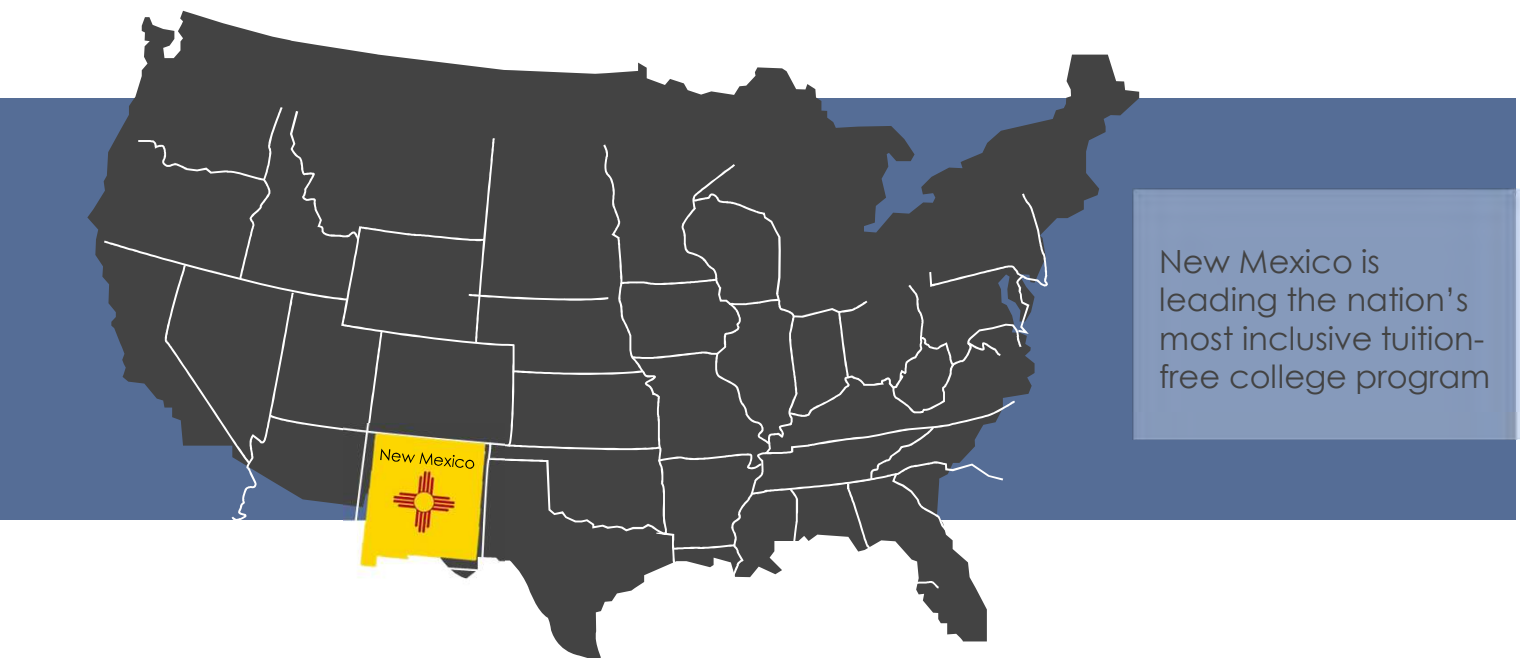 New Mexico is
leading the nation’s
most inclusive tuition-
free college program
New Mexico